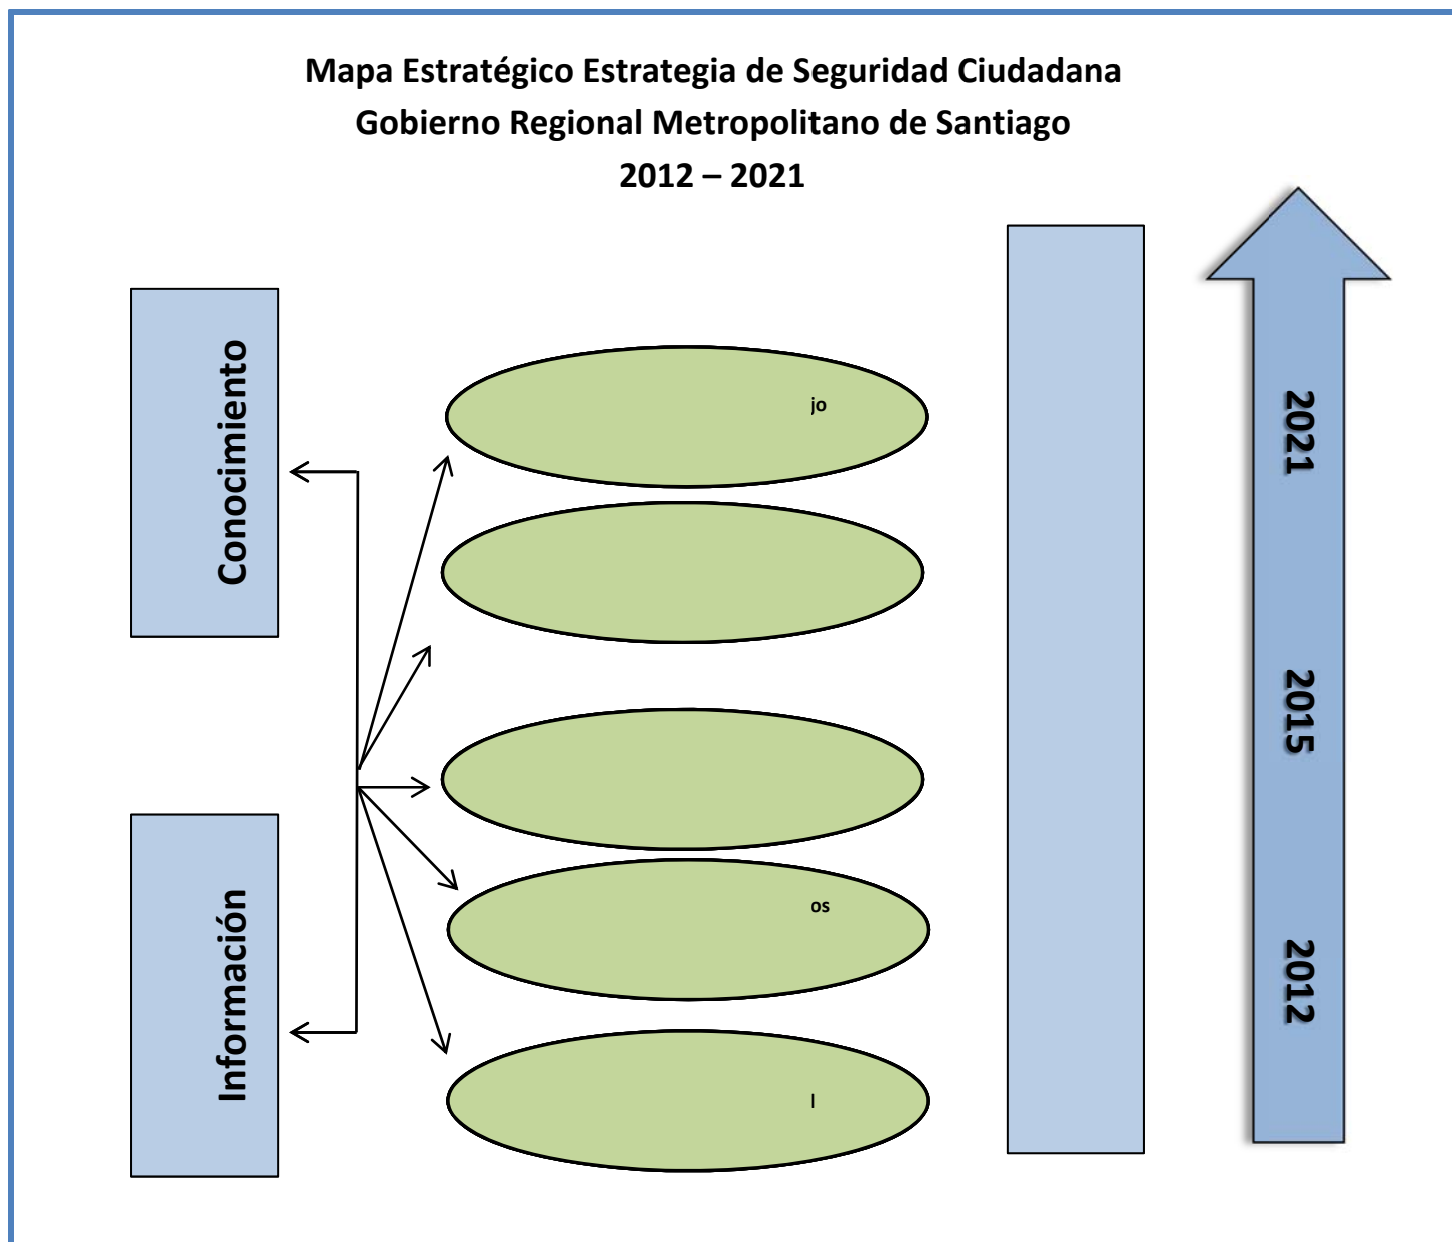 Mapa Estratégico Estrategia de Seguridad Ciudadana
Gobierno Regional Metropolitano de Santiago
2012 – 2021
Conocimiento
Información
jo
os
l
2021
2015
2012